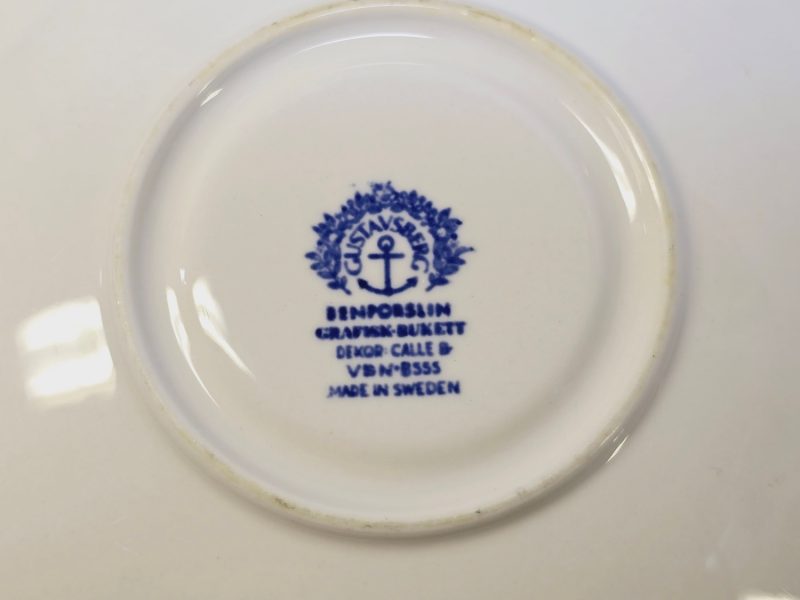 GUSTAVSBERG
BENPORSLIN
GRAFISK-BUKETT
DEKOR: CALLE B.
VBN•B555
MADE IN SWEDEN